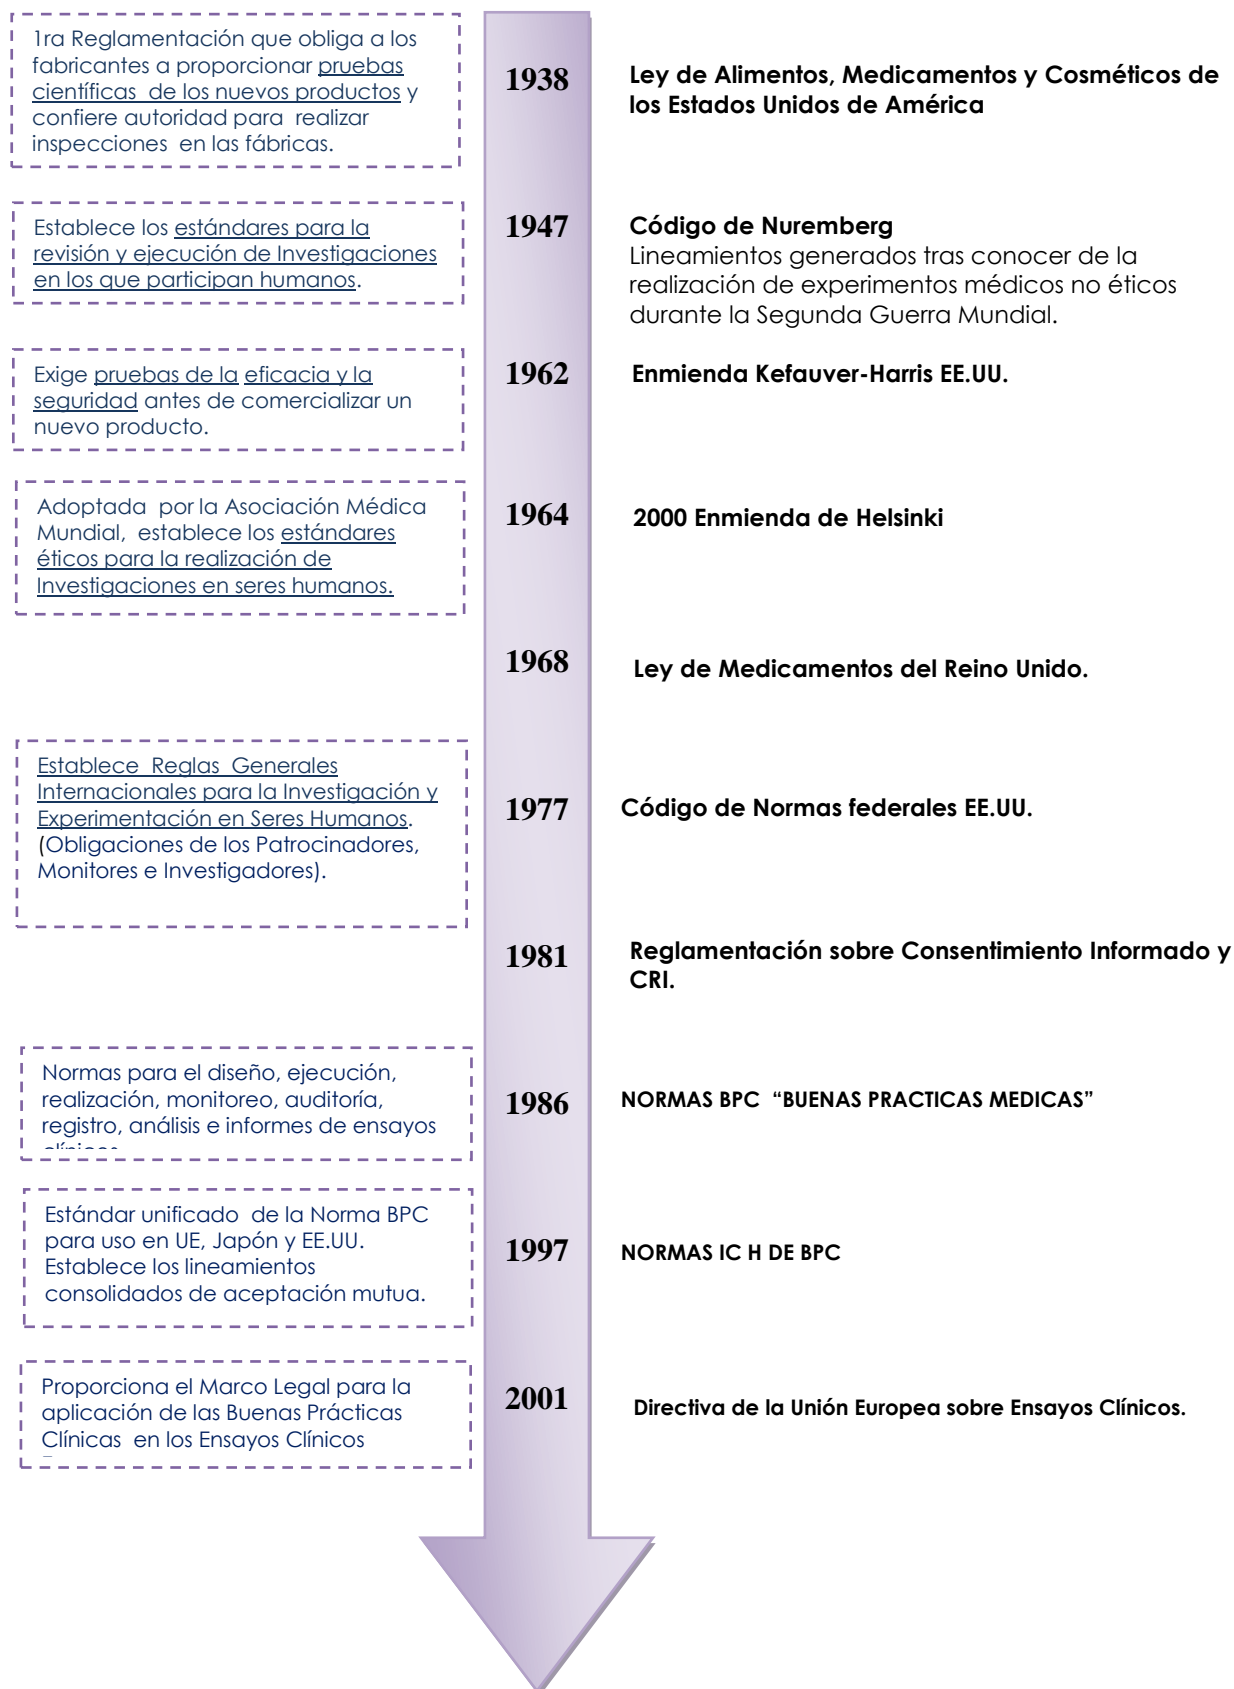 1ra Reglamentación que obliga a los
fabricantes a proporcionar pruebas
científicas de los nuevos productos y
confiere autoridad para realizar
inspecciones en las fábricas.
1938
Ley de Alimentos, Medicamentos y Cosméticos de
los Estados Unidos de América
Establece los estándares para la
revisión y ejecución de Investigaciones
en los que participan humanos.
1947
Código de Nuremberg
Lineamientos generados tras conocer de la
realización de experimentos médicos no éticos
durante la Segunda Guerra Mundial.
Exige pruebas de la eficacia y la
seguridad antes de comercializar un
nuevo producto.
1962
Enmienda Kefauver-Harris EE.UU.
Adoptada por la Asociación Médica
Mundial, establece los estándares
éticos para la realización de
Investigaciones en seres humanos.
1964
2000 Enmienda de Helsinki
1968
Ley de Medicamentos del Reino Unido.
Establece Reglas Generales
Internacionales para la Investigación y
Experimentación en Seres Humanos.
(Obligaciones de los Patrocinadores,
Monitores e Investigadores).
1977
Código de Normas federales EE.UU.
1981
Reglamentación sobre Consentimiento Informado y
CRI.
Normas para el diseño, ejecución,
realización, monitoreo, auditoría,
registro, análisis e informes de ensayos
1986
NORMAS BPC “BUENAS PRACTICAS MEDICAS”
Estándar unificado de la Norma BPC
para uso en UE, Japón y EE.UU.
Establece los lineamientos
consolidados de aceptación mutua.
1997
NORMAS IC H DE BPC
Proporciona el Marco Legal para la
aplicación de las Buenas Prácticas
Clínicas en los Ensayos Clínicos
2001
Directiva de la Unión Europea sobre Ensayos Clínicos.